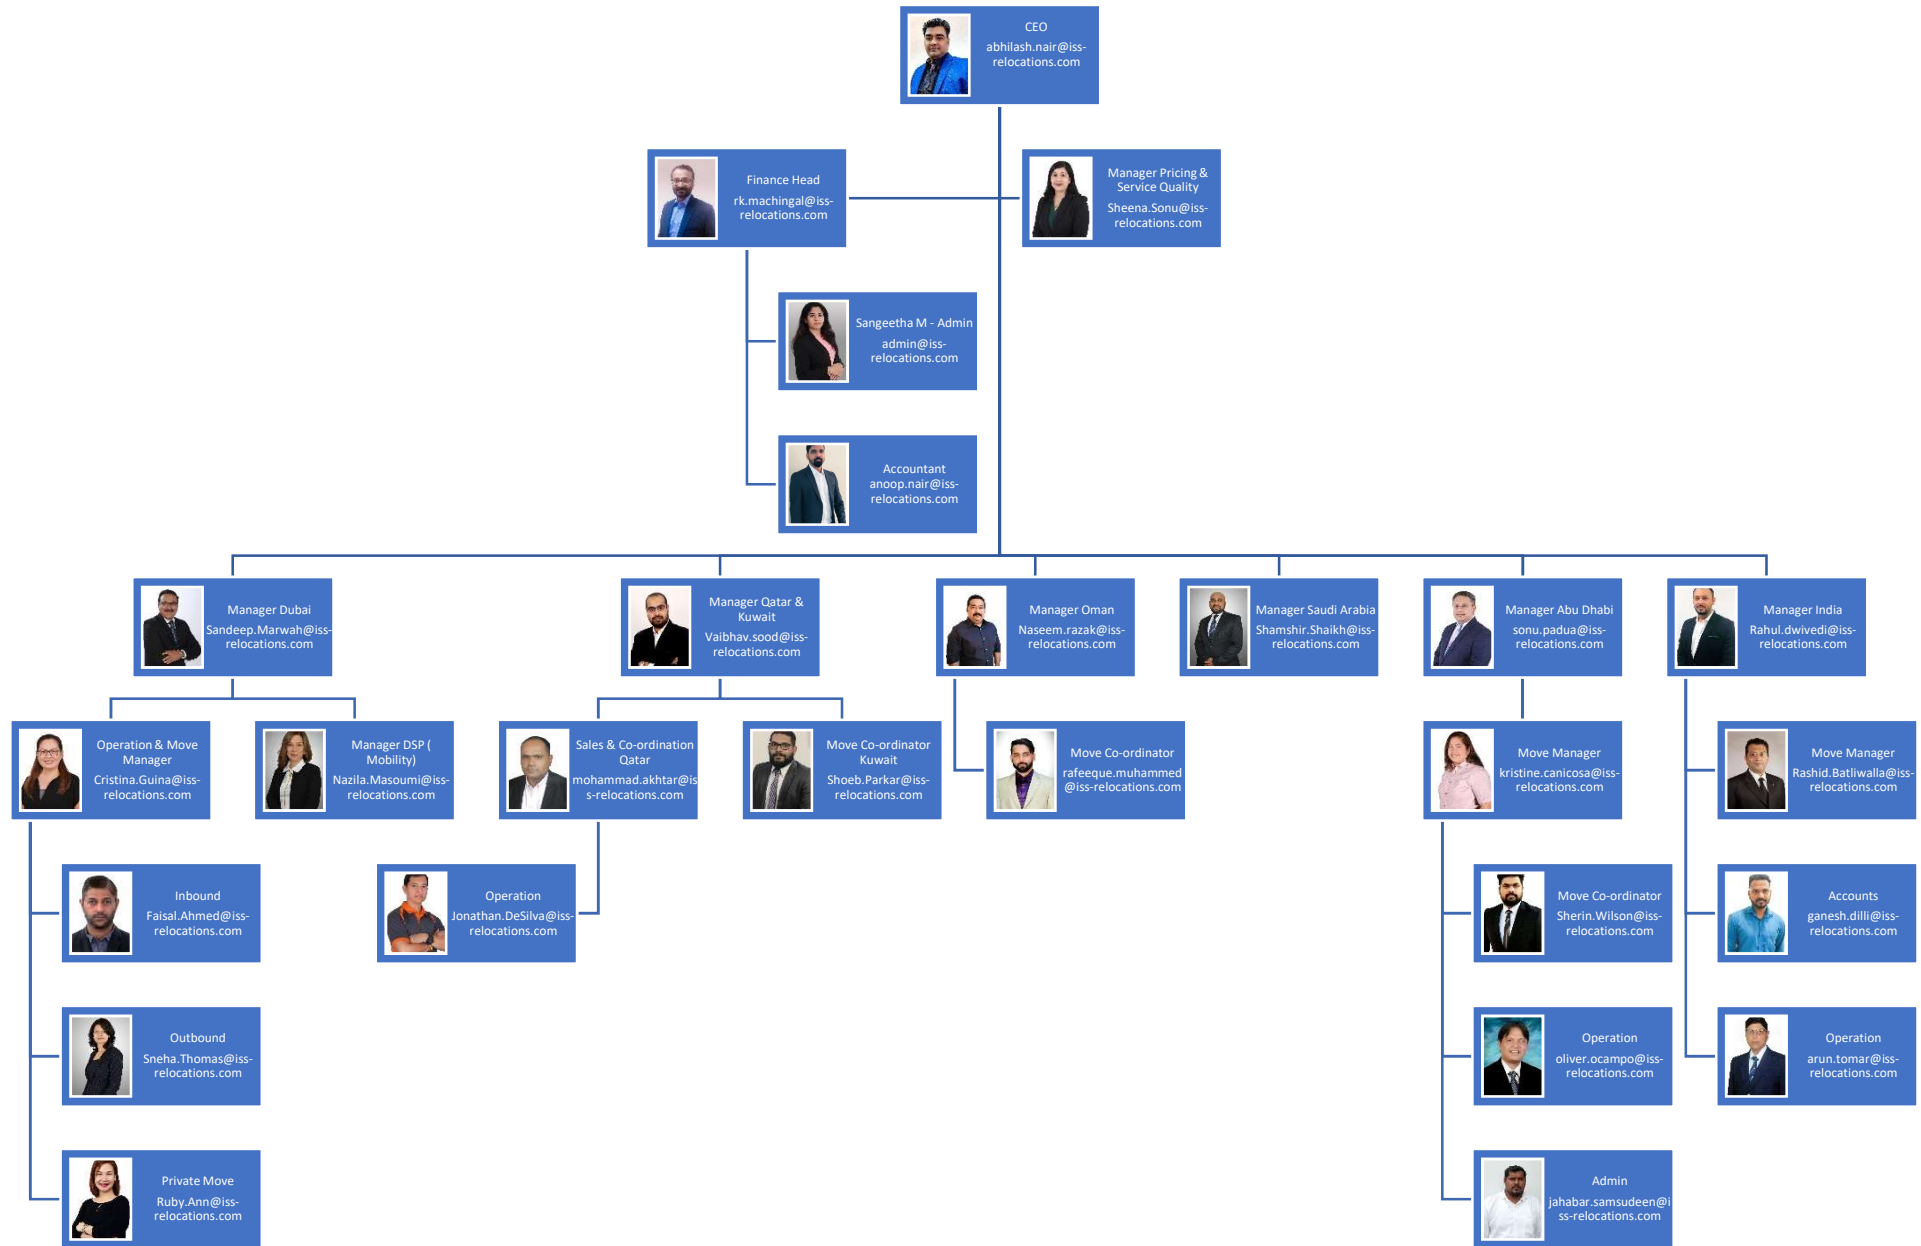 CEO
abhilash.nair@iss-
relocations.com
Finance Head
rk.machingal@iss-
relocations.com
Manager Pricing &
Service Quality
Sheena.Sonu@iss-
relocations.com
Sangeetha M - Admin
admin@iss-
relocations.com
Accountant
anoop.nair@iss-
relocations.com
Manager Dubai
Sandeep.Marwah@iss-
relocations.com
Manager Qatar &
Kuwait
Vaibhav.sood@iss-
relocations.com
Manager Oman
Naseem.razak@iss-
relocations.com
Manager Saudi Arabia
Shamshir.Shaikh@iss-
relocations.com
Manager Abu Dhabi
sonu.padua@iss-
relocations.com
Manager India
Rahul.dwivedi@iss-
relocations.com
Operation & Move
Manager
Cristina.Guina@iss-
relocations.com
Manager DSP (
Mobility)
Nazila.Masoumi@iss-
relocations.com
Sales & Co-ordination
Qatar
mohammad.akhtar@is
s-relocations.com
Move Co-ordinator
Kuwait
Shoeb.Parkar@iss-
relocations.com
Move Co-ordinator
rafeeque.muhammed
@iss-relocations.com
Move Manager
kristine.canicosa@iss-
relocations.com
Move Manager
Rashid.Batliwalla@iss-
relocations.com
Inbound
Faisal.Ahmed@iss-
relocations.com
Operation
Jonathan.DeSilva@iss-
relocations.com
Move Co-ordinator
Sherin.Wilson@iss-
relocations.com
Accounts
ganesh.dilli@iss-
relocations.com
Outbound
Sneha.Thomas@iss-
relocations.com
Operation
oliver.ocampo@iss-
relocations.com
Operation
arun.tomar@iss-
relocations.com
Private Move
Ruby.Ann@iss-
relocations.com
Admin
jahabar.samsudeen@i
ss-relocations.com